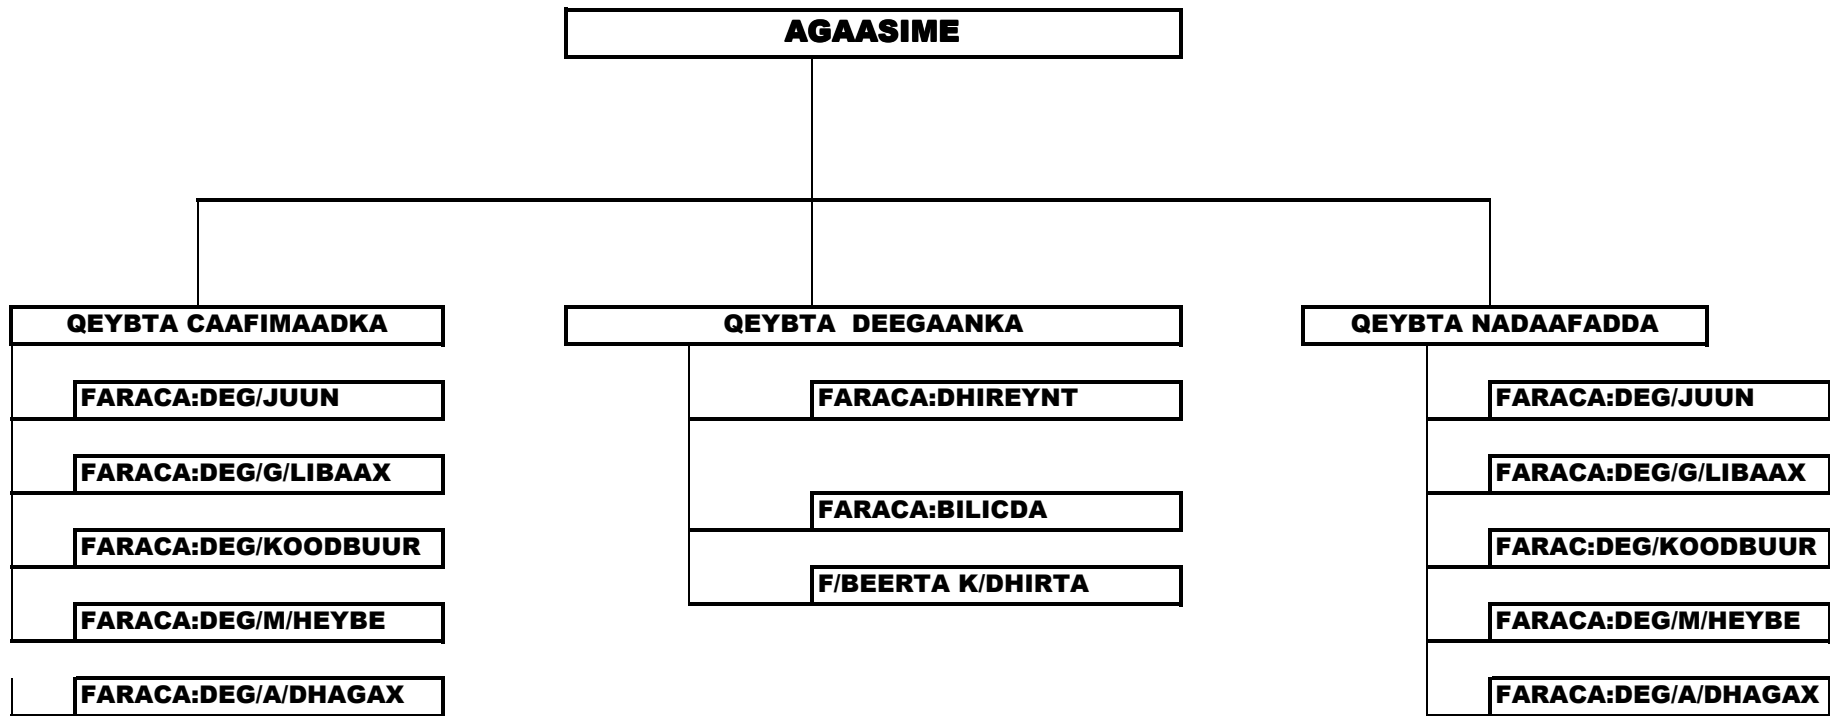 AGAASIME
QEYBTA CAAFIMAADKA
FARACA:DEG/JUUN
FARACA:DEG/G/LIBAAX
FARACA:DEG/KOODBUUR
FARACA:DEG/M/HEYBE
FARACA:DEG/A/DHAGAX
QEYBTA DEEGAANKA
FARACA:DHIREYNT
FARACA:BILICDA
F/BEERTA K/DHIRTA
QEYBTA NADAAFADDA
FARACA:DEG/JUUN
FARACA:DEG/G/LIBAAX
FARAC:DEG/KOODBUUR
FARACA:DEG/M/HEYBE
FARACA:DEG/A/DHAGAX